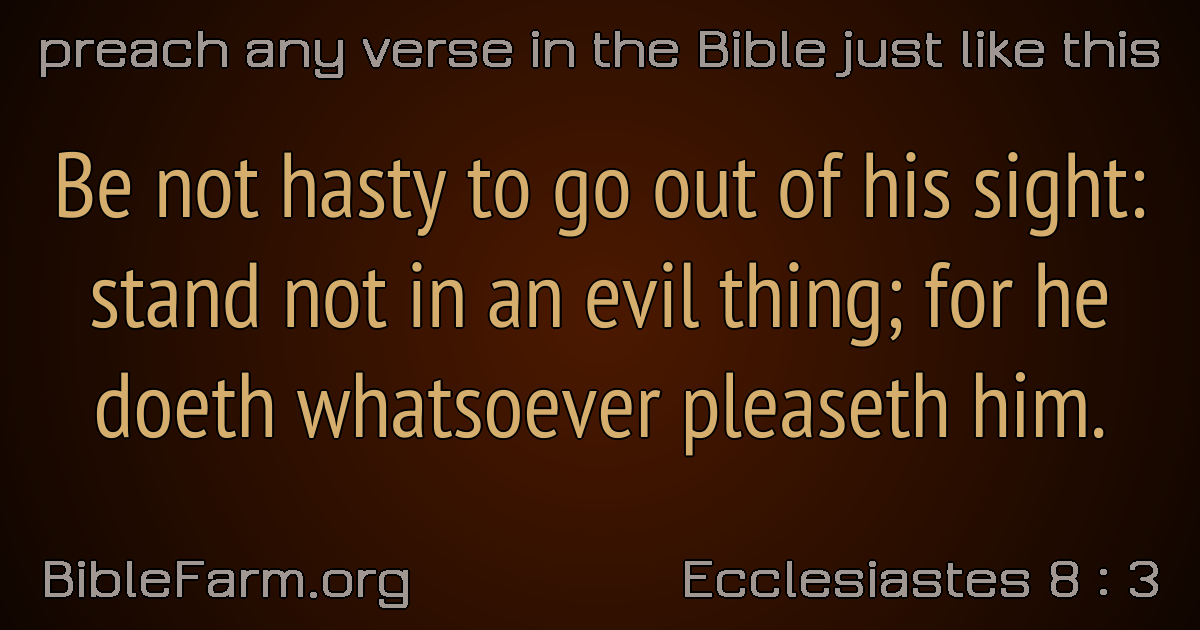 preach any verse in the Bible just like this
Be not hasty to go out of his sight:
stand not in an evil thing; for he
doeth whatsoever pleaseth him.
BibleFarm.org
Ecclesiastes 8 : 3